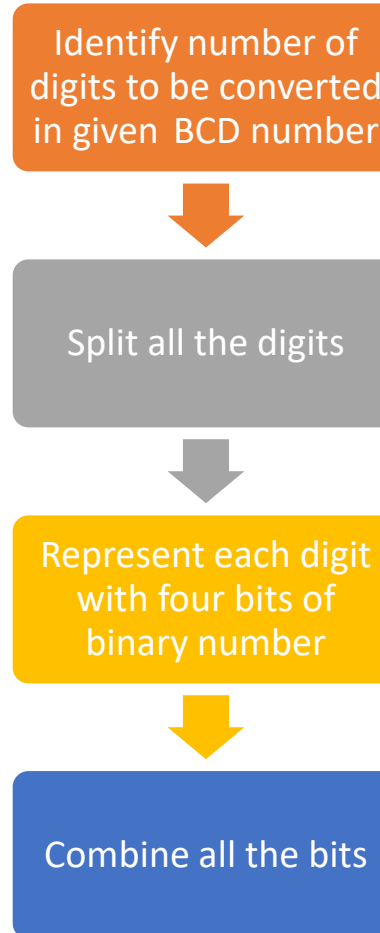 Identify number of
digits to be converted
in given BCD number
Split all the digits
Represent each digit
with four bits of
binary number
Combine all the bits